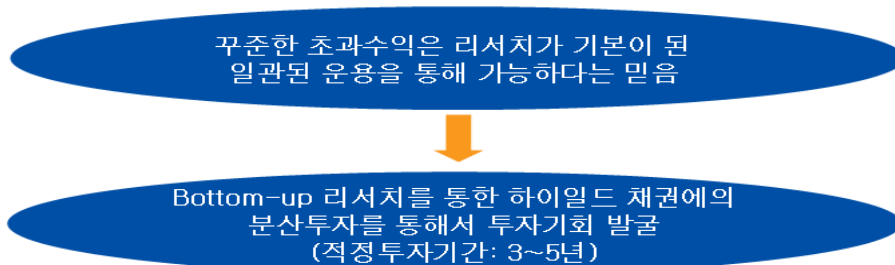 꾸준한 초과수익은 리서치가 기본이 된
일관된 운용을 통해 가능하다는 믿음
Bottom-up 리서치를 통한 하이일드 채권에의
분산투자를 통해서 투자기회 발굴
(적정투자기간: 3~5년)